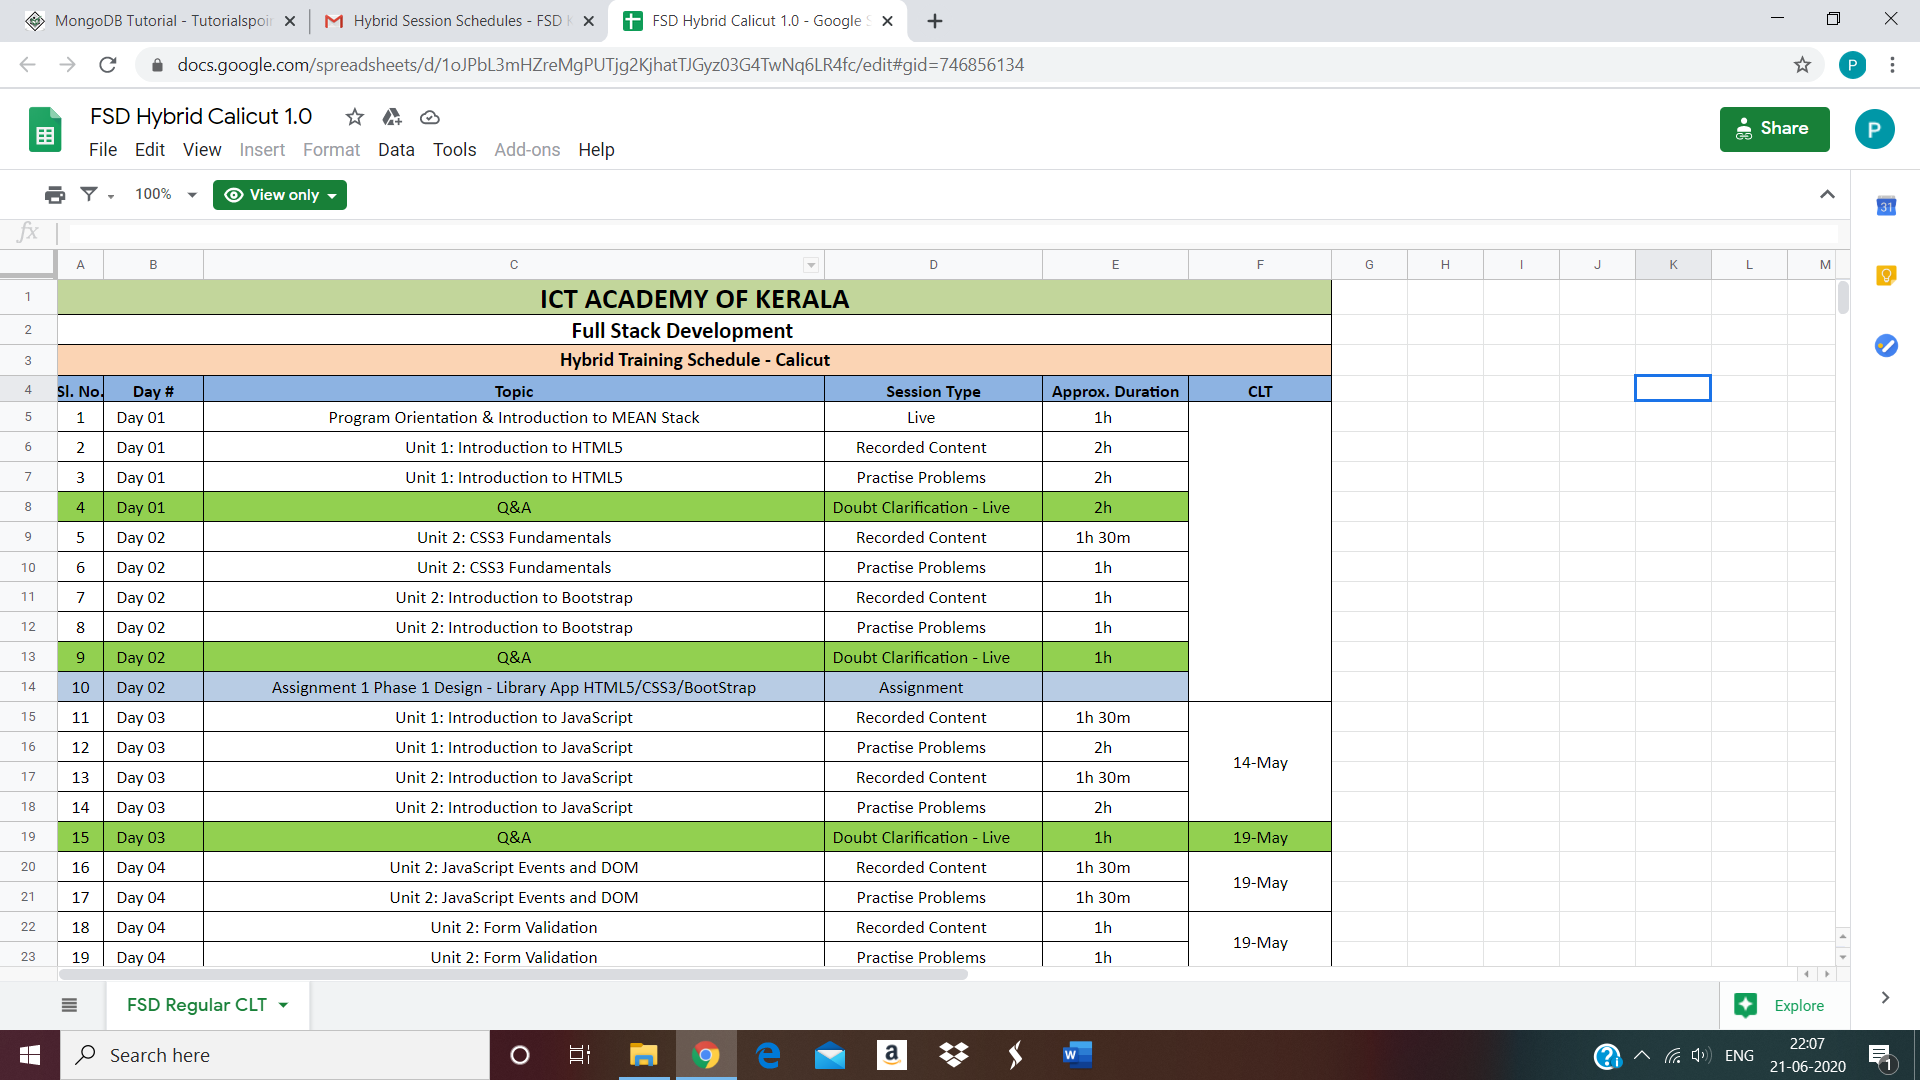 MongoDB Tutorial - Tutorialspoi
Hybrid Session Schedules - FSD
FSD Hybrid Calicut 1.0 - Google S
docs.google.com/spreadsheets/d/1oJPbL3mHZreMgPUTjg2KjhatTJGyz03G4TwNq6LR4fc/edit#gid=746856134
P
FSD Hybrid Calicut 1.0
Share
P
File Edit View Insert Format Data Tools Add-ons Help
100% View only
31
fx
A B C D E F G H I J K L M
1 ICT ACADEMY OF KERALA
2 Full Stack Development
3 Hybrid Training Schedule - Calicut
4 Sl. No. Day # Topic Session Type Approx. Duration CLT
5 1 Day 01 Program Orientation & Introduction to MEAN Stack Live 1h
6 2 Day 01 Unit 1: Introduction to HTML5 Recorded Content 2h
7 3 Day 01 Unit 1: Introduction to HTML5 Practise Problems 2h
8 4 Day 01 Q&A Doubt Clarification - Live 2h
9 5 Day 02 Unit 2: CSS3 Fundamentals Recorded Content 1h 30m
10 6 Day 02 Unit 2: CSS3 Fundamentals Practise Problems 1h
11 7 Day 02 Unit 2: Introduction to Bootstrap Recorded Content 1h
12 8 Day 02 Unit 2: Introduction to Bootstrap Practise Problems 1h
13 9 Day 02 Q&A Doubt Clarification - Live 1h
14 10 Day 02 Assignment 1 Phase 1 Design - Library App HTML5/CSS3/BootStrap Assignment
15 11 Day 03 Unit 1: Introduction to JavaScript Recorded Content 1h 30m
16 12 Day 03 Unit 1: Introduction to JavaScript Practise Problems 2h
14-May
17 13 Day 03 Unit 2: Introduction to JavaScript Recorded Content 1h 30m
18 14 Day 03 Unit 2: Introduction to JavaScript Practise Problems 2h
19 15 Day 03 Q&A Doubt Clarification - Live 1h 19-May
20 16 Day 04 Unit 2: JavaScript Events and DOM Recorded Content 1h 30m
19-May
21 17 Day 04 Unit 2: JavaScript Events and DOM Practise Problems 1h 30m
22 18 Day 04 Unit 2: Form Validation Recorded Content 1h
19-May
23 19 Day 04 Unit 2: Form Validation Practise Problems 1h
FSD Regular CLT
Explore
Search here
ENG
22:07
21-06-2020
1